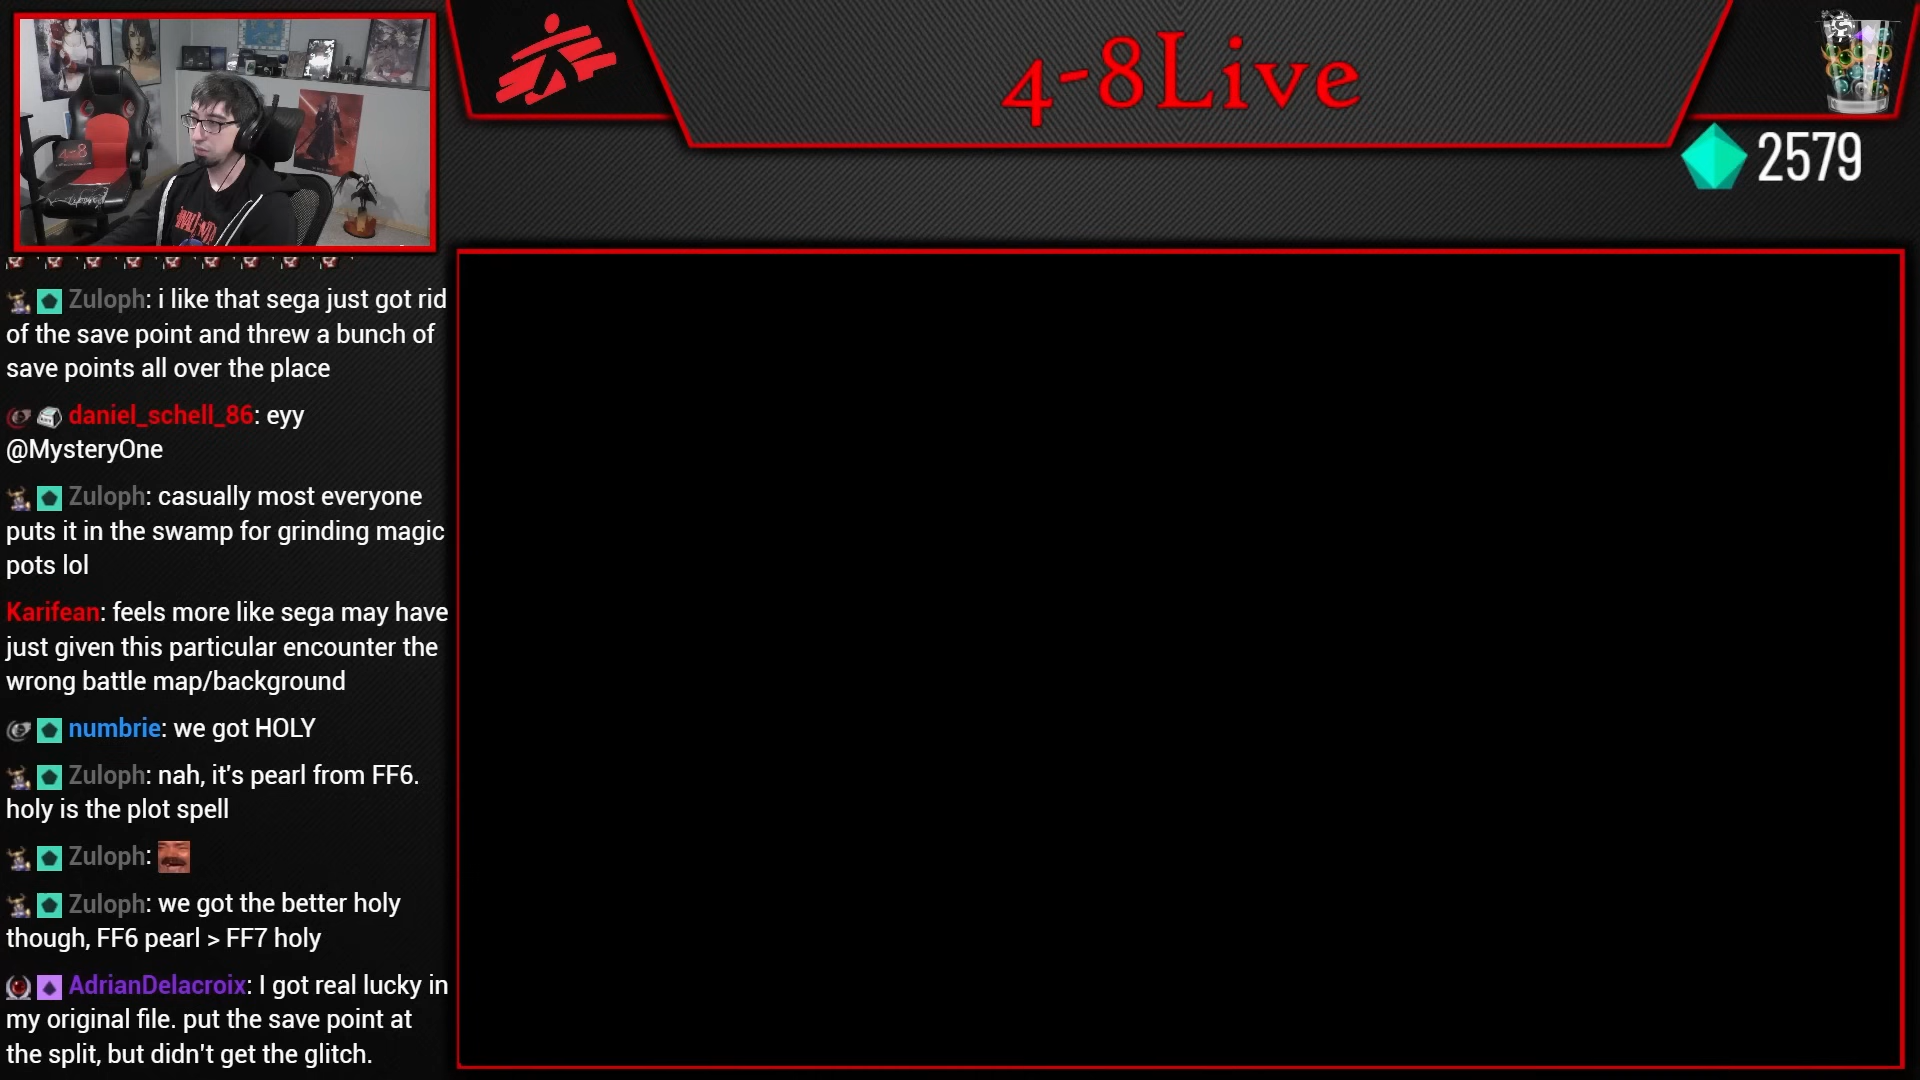 4-8Live
2579
4-8
Zuloph: i like that sega just got rid
of the save point and threw a bunch of
save points all over the place
daniel_schell_86: eyy
@MysteryOne
Zuloph: casually most everyone
puts it in the swamp for grinding magic
pots lol
Karifean: feels more like sega may have
just given this particular encounter the
wrong battle map/background
numbrie: we got HOLY
Zuloph: nah, it's pearl from FF6.
holy is the plot spell
Zuloph:
Zuloph: we got the better holy
though, FF6 pearl > FF7 holy
AdrianDelacroix: I got real lucky in
my original file. put the save point at
the split, but didn't get the glitch.